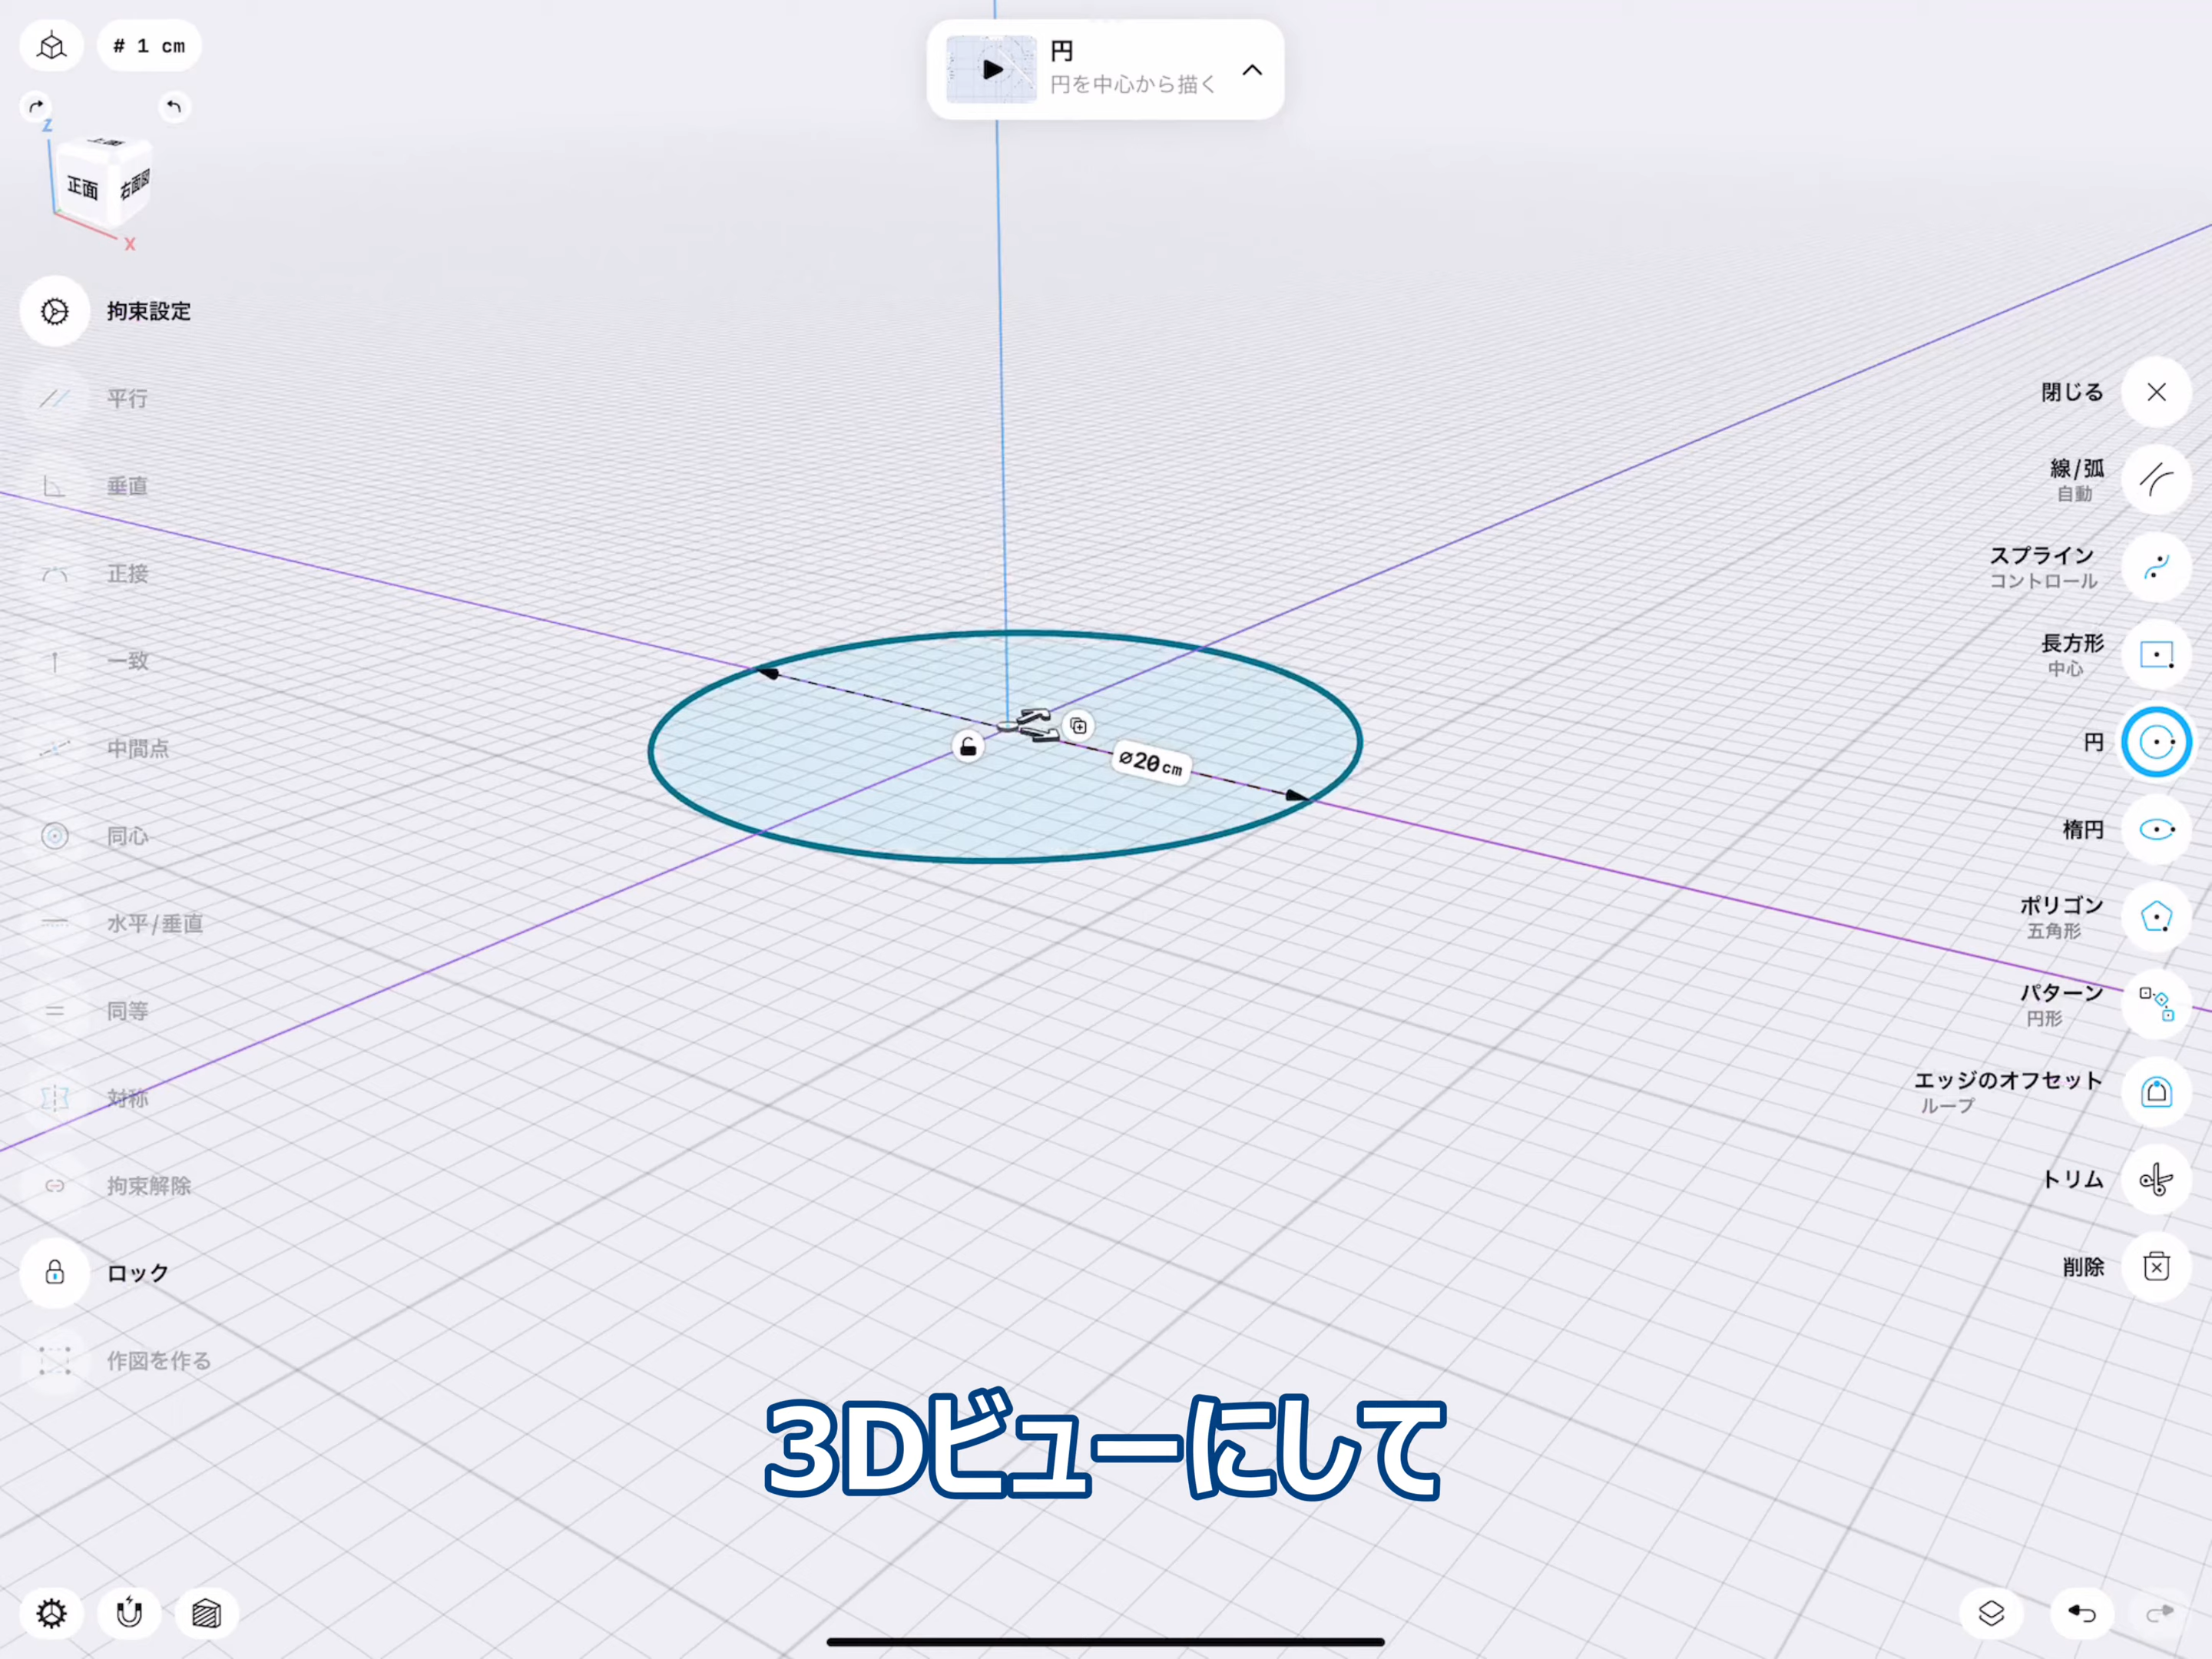 # 1 cm
円
円を中心から描く
Z
上面
正面
右面図
X
拘束設定
平行
垂直
正接
一致
中間点
同心
水平/垂直
同等
対称
拘束解除
ロック
作図を作る
⌀20cm
閉じる
線/弧
自動
スプライン
コントロール
長方形
中心
円
楕円
ポリゴン
五角形
パターン
円形
エッジのオフセット
ループ
トリム
削除
3Dビューにして